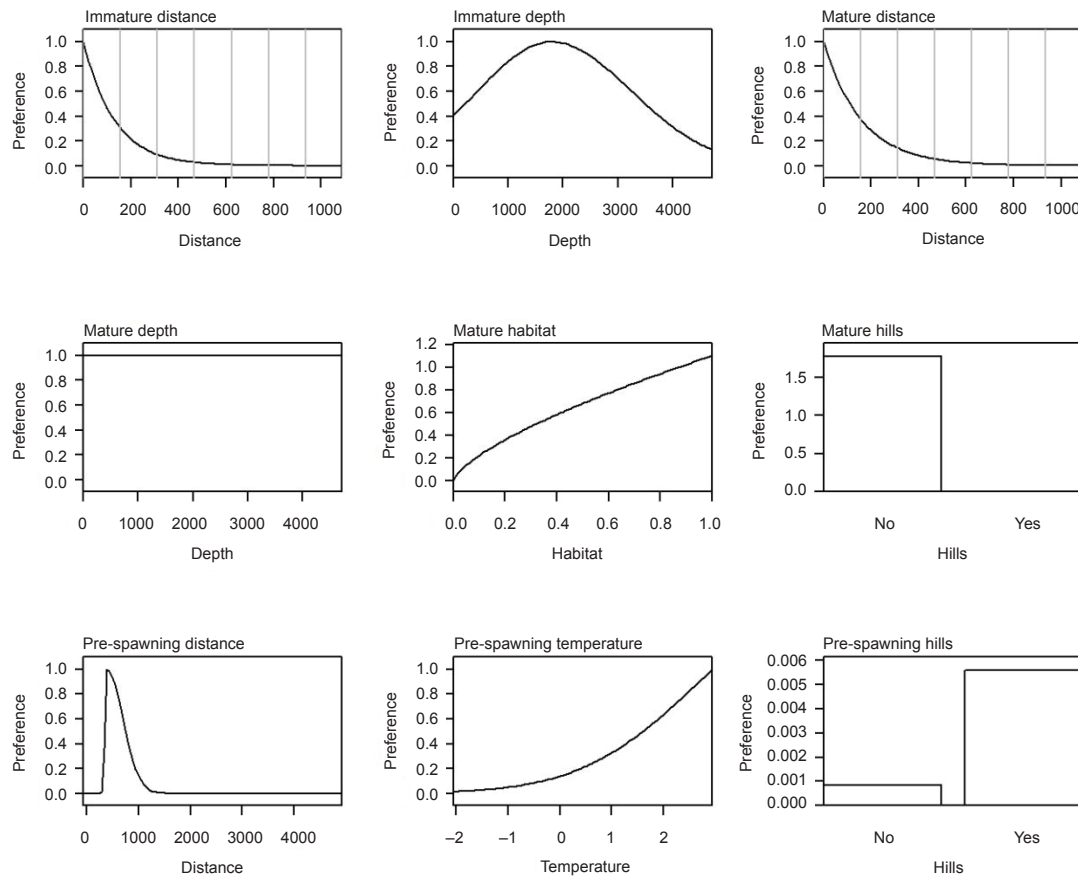 Immature distance
Preference
1.0
0.8
0.6
0.4
0.2
0.0
0 200 400 600 800 1000
Distance
Immature depth
Preference
1.0
0.8
0.6
0.4
0.2
0.0
0 1000 2000 3000 4000
Depth
Mature distance
Preference
1.0
0.8
0.6
0.4
0.2
0.0
0 200 400 600 800 1000
Distance
Mature depth
Preference
1.0
0.8
0.6
0.4
0.2
0.0
0 1000 2000 3000 4000
Depth
Mature habitat
Preference
1.2
1.0
0.8
0.6
0.4
0.2
0.0
0.0 0.2 0.4 0.6 0.8 1.0
Habitat
Mature hills
Preference
1.5
1.0
0.5
0.0
No Yes
Hills
Pre-spawning distance
Preference
1.0
0.8
0.6
0.4
0.2
0.0
0 1000 2000 3000 4000
Distance
Pre-spawning temperature
Preference
1.0
0.8
0.6
0.4
0.2
0.0
–2 –1 0 1 2
Temperature
Pre-spawning hills
Preference
0.006
0.005
0.004
0.003
0.002
0.001
0.000
No Yes
Hills